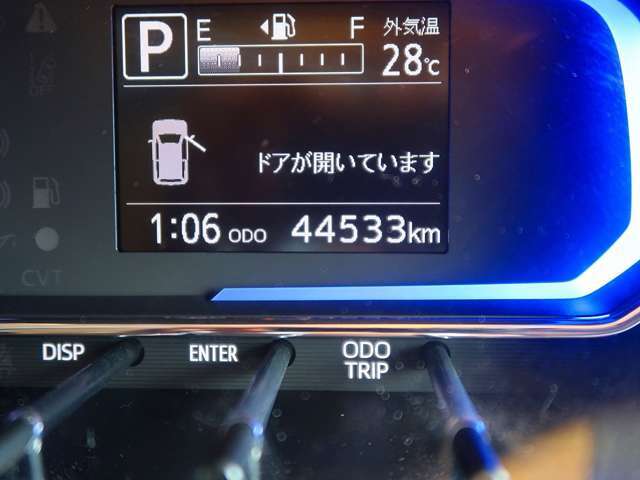 E F 外気温
P 28℃
ドアが開いています
1:06 ODO 44533km
OFF
CVT
DISP ENTER ODO
TRIP